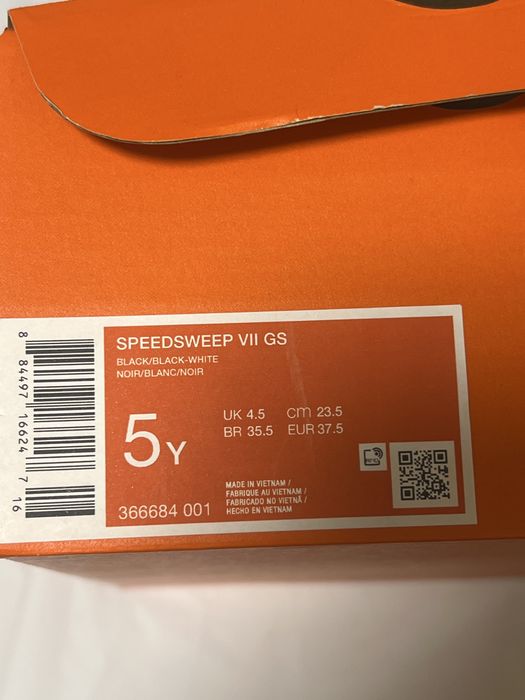 SPEEDSWEEP VII GS
BLACK/BLACK-WHITE
NOIR/BLANC/NOIR
5Y
UK 4.5 cm 23.5
BR 35.5 EUR 37.5
366684 001
MADE IN VIETNAM /
FABRIQUE AU VIETNAM /
FABRICADO NO VIETNÃ /
HECHO EN VIETNAM
8 84497 16624 7 16